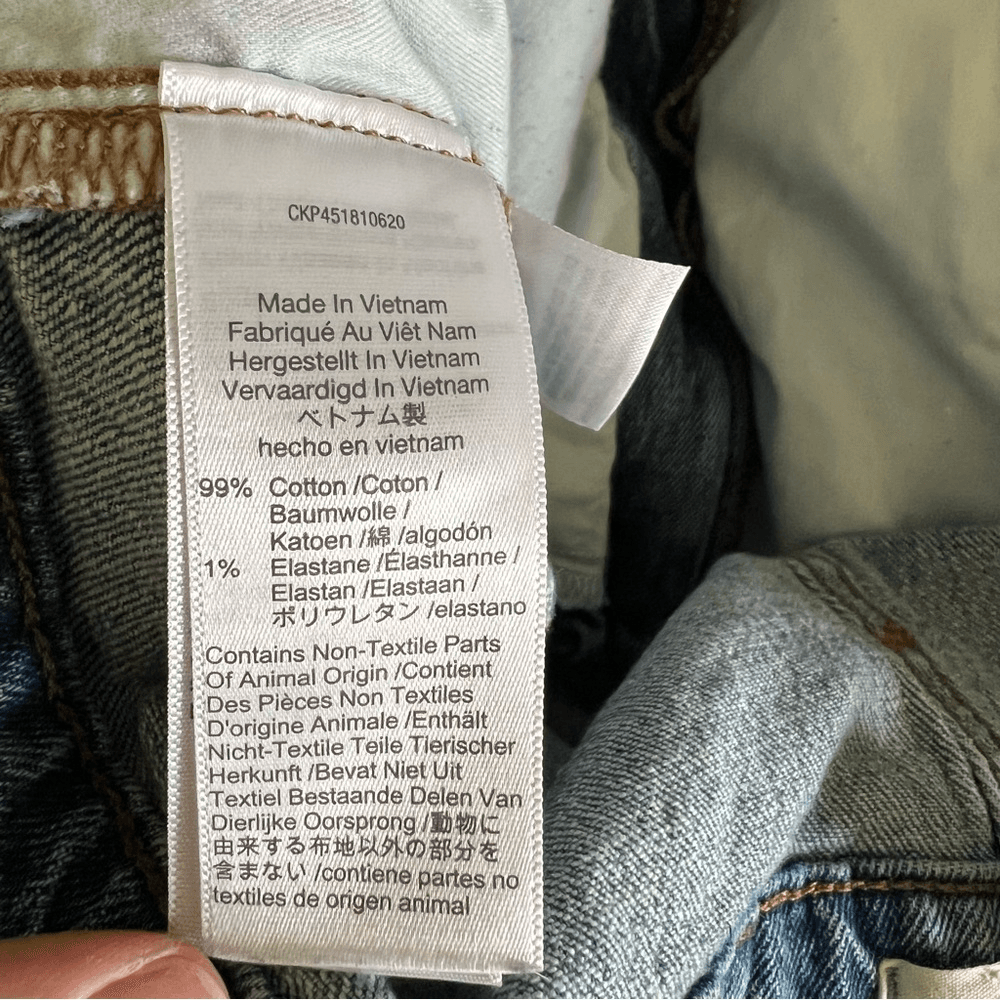 CKP451810620
Made In Vietnam
Fabriqué Au Viêt Nam
Hergestellt In Vietnam
Vervaardigd In Vietnam
ベトナム製
hecho en vietnam
99% Cotton /Coton /
Baumwolle /
Katoen /綿 /algodón
1% Elastane /Élasthanne /
Elastan /Elastaan /
ポリウレタン /elastano
Contains Non-Textile Parts
Of Animal Origin /Contient
Des Pièces Non Textiles
D'origine Animale /Enthält
Nicht-Textile Teile Tierischer
Herkunft /Bevat Niet Uit
Textiel Bestaande Delen Van
Dierlijke Oorsprong /動物に
由来する布地以外の部分を
含まない /contiene partes no
textiles de origen animal